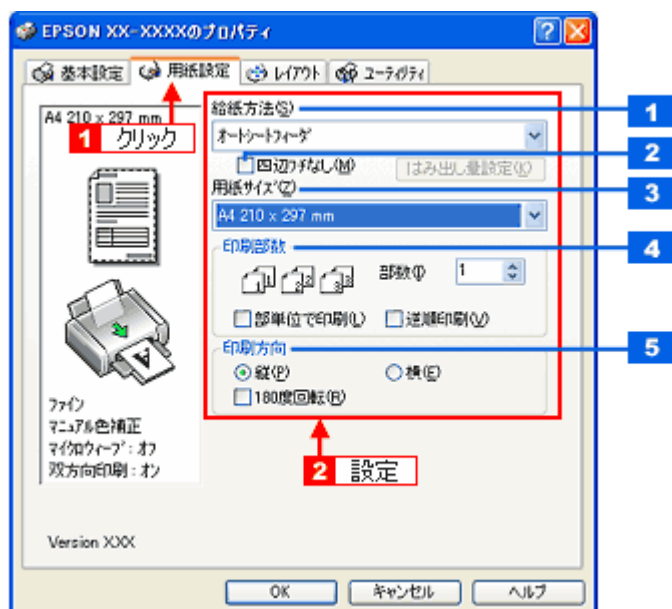 EPSON XX-XXXXのプロパティ
基本設定 用紙設定 レイアウト ユーティリティ
A4 210 x 297 mm
1 クリック
給紙方法(S)
1
オートシートフィーダ
2
四辺フチなし(M) はみ出し量設定(K)
用紙サイズ(Z)
3
A4 210 x 297 mm
印刷部数
4
部数(I) 1
部単位で印刷(L) 逆順印刷(V)
印刷方向
5
縦(P) 横(E)
180度回転(R)
ファイン
マニュアル色補正
マイクロウィーブ : オフ
双方向印刷 : オン
2 設定
Version XXX
OK キャンセル ヘルプ